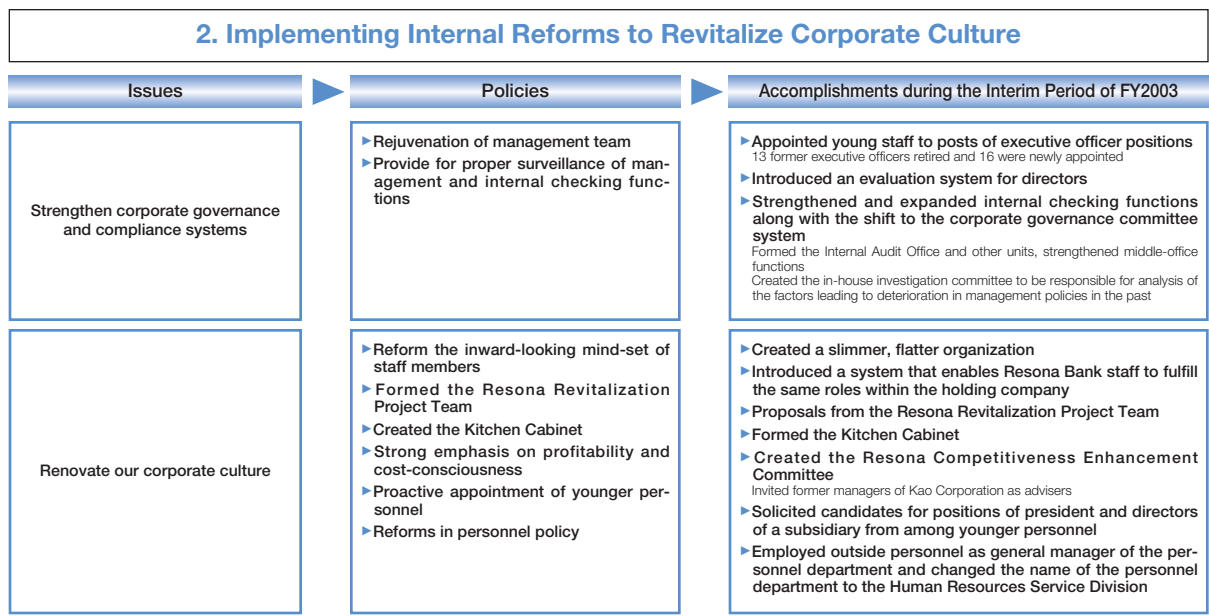 2. Implementing Internal Reforms to Revitalize Corporate Culture
Issues
Policies
Accomplishments during the Interim Period of FY2003
Strengthen corporate governance
and compliance systems
►Rejuvenation of management team
►Provide for proper surveillance of man-
agement and internal checking func-
tions
►Appointed young staff to posts of executive officer positions
13 former executive officers retired and 16 were newly appointed
►Introduced an evaluation system for directors
►Strengthened and expanded internal checking functions
along with the shift to the corporate governance committee
system
Formed the Internal Audit Office and other units, strengthened middle-office
functions
Created the in-house investigation committee to be responsible for analysis of
the factors leading to deterioration in management policies in the past
Renovate our corporate culture
►Reform the inward-looking mind-set of
staff members
►Formed the Resona Revitalization
Project Team
►Created the Kitchen Cabinet
►Strong emphasis on profitability and
cost-consciousness
►Proactive appointment of younger per-
sonnel
►Reforms in personnel policy
►Created a slimmer, flatter organization
►Introduced a system that enables Resona Bank staff to fulfill
the same roles within the holding company
►Proposals from the Resona Revitalization Project Team
►Formed the Kitchen Cabinet
►Created the Resona Competitiveness Enhancement
Committee
Invited former managers of Kao Corporation as advisers
►Solicited candidates for positions of president and directors
of a subsidiary from among younger personnel
►Employed outside personnel as general manager of the per-
sonnel department and changed the name of the personnel
department to the Human Resources Service Division